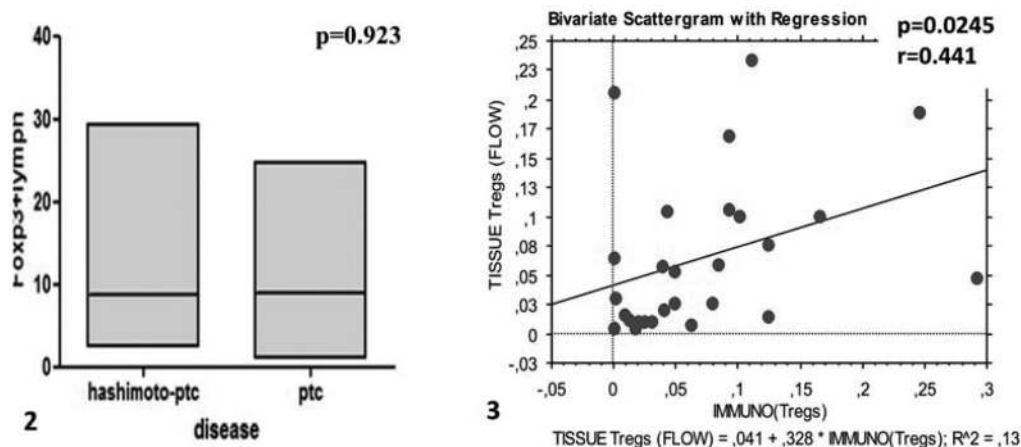 p=0.923
40
30
20
10
0
foxp3+lympn
hashimoto-ptc
ptc
disease
2
Bivariate Scattergram with Regression
p=0.0245
r=0.441
,25
,23
,2
,17
,15
,13
,1
,08
,05
,03
0
-,03
TISSUE Tregs (FLOW)
-,05
0
,05
,1
,15
,2
,25
,3
IMMUNO(Tregs)
3
TISSUE Tregs (FLOW) = ,041 + ,328 * IMMUNO(Tregs); R^2 = ,13